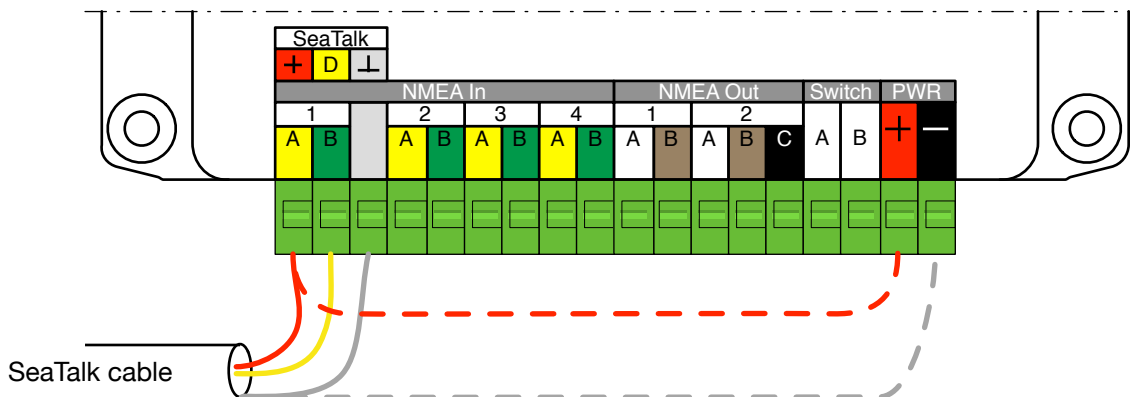 SeaTalk
+ D ⊥
NMEA In NMEA Out Switch PWR
1 2 3 4 1 2
A B A B A B A B A B A B C A B + −
SeaTalk cable